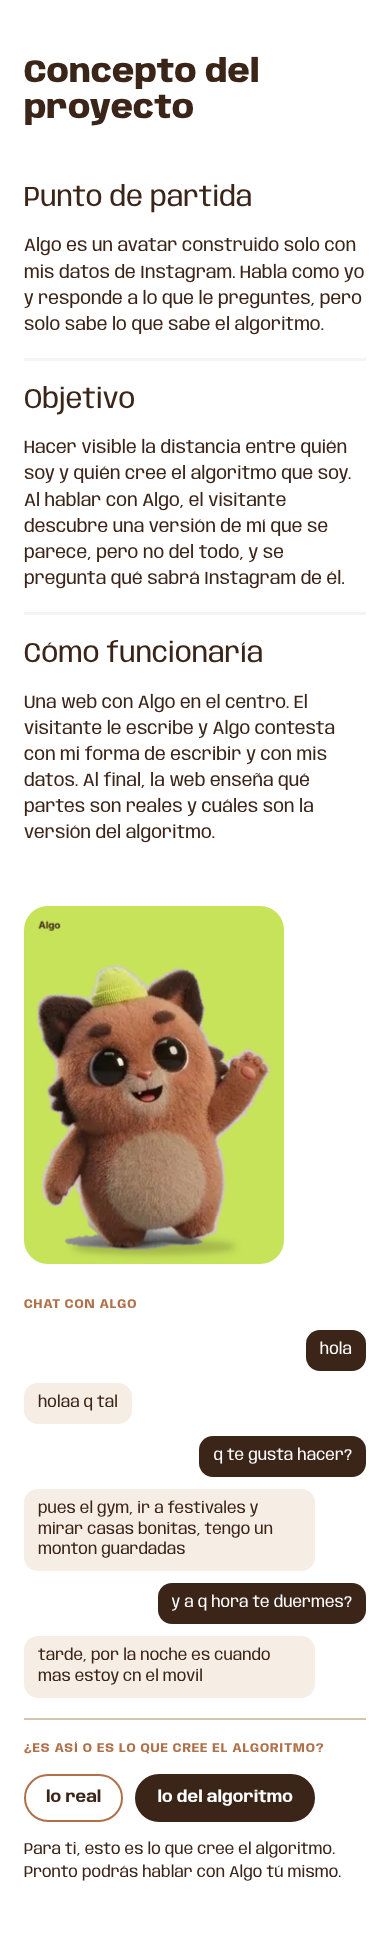 Concepto del
proyecto
Punto de partida
Algo es un avatar construido solo con
mis datos de Instagram. Habla como yo
y responde a lo que le preguntes, pero
solo sabe lo que sabe el algoritmo.
Objetivo
Hacer visible la distancia entre quién
soy y quién cree el algoritmo que soy.
Al hablar con Algo, el visitante
descubre una versión de mí que se
parece, pero no del todo, y se
pregunta qué sabrá Instagram de él.
Cómo funcionaría
Una web con Algo en el centro. El
visitante le escribe y Algo contesta
con mi forma de escribir y con mis
datos. Al final, la web enseña qué
partes son reales y cuáles son la
versión del algoritmo.
Algo
CHAT CON ALGO
hola
holaa q tal
q te gusta hacer?
pues el gym, ir a festivales y
mirar casas bonitas, tengo un
monton guardadas
y a q hora te duermes?
tarde, por la noche es cuando
mas estoy cn el movil
¿ES ASÍ O ES LO QUE CREE EL ALGORITMO?
lo real
lo del algoritmo
Para ti, esto es lo que cree el algoritmo.
Pronto podrás hablar con Algo tú mismo.